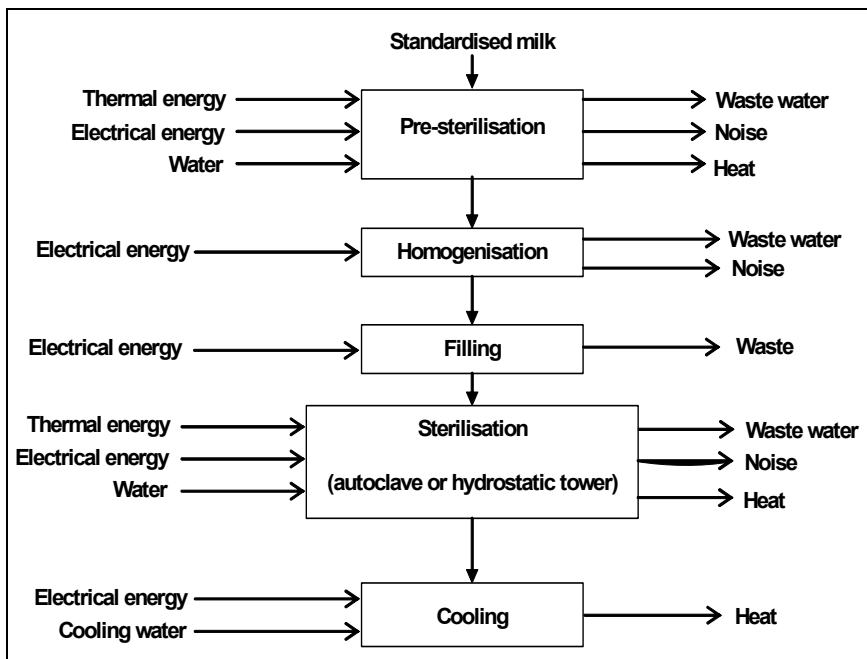 Standardised milk
Thermal energy
Electrical energy
Water
Pre-sterilisation
Waste water
Noise
Heat
Electrical energy
Homogenisation
Waste water
Noise
Electrical energy
Filling
Waste
Thermal energy
Electrical energy
Water
Sterilisation
(autoclave or hydrostatic tower)
Waste water
Noise
Heat
Electrical energy
Cooling water
Cooling
Heat